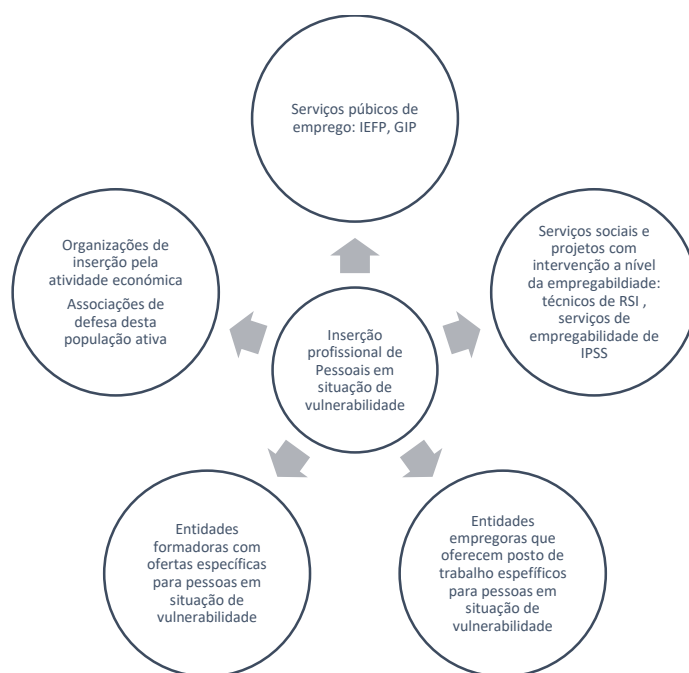 Serviços púbicos de
emprego: IEFP, GIP
Organizações de
inserção pela
atividade económica
Associações de
defesa desta
população ativa
Serviços sociais e
projetos com
intervenção a nível
da empregabildiade:
técnicos de RSI ,
serviços de
empregabilidade de
IPSS
Inserção
profissional de
Pessoais em
situação de
vulnerabilidade
Entidades
formadoras com
ofertas específicas
para pessoas em
situação de
vulnerabilidade
Entidades
empregoras que
oferecem posto de
trabalho espefíficos
para pessoas em
situação de
vulnerabilidade